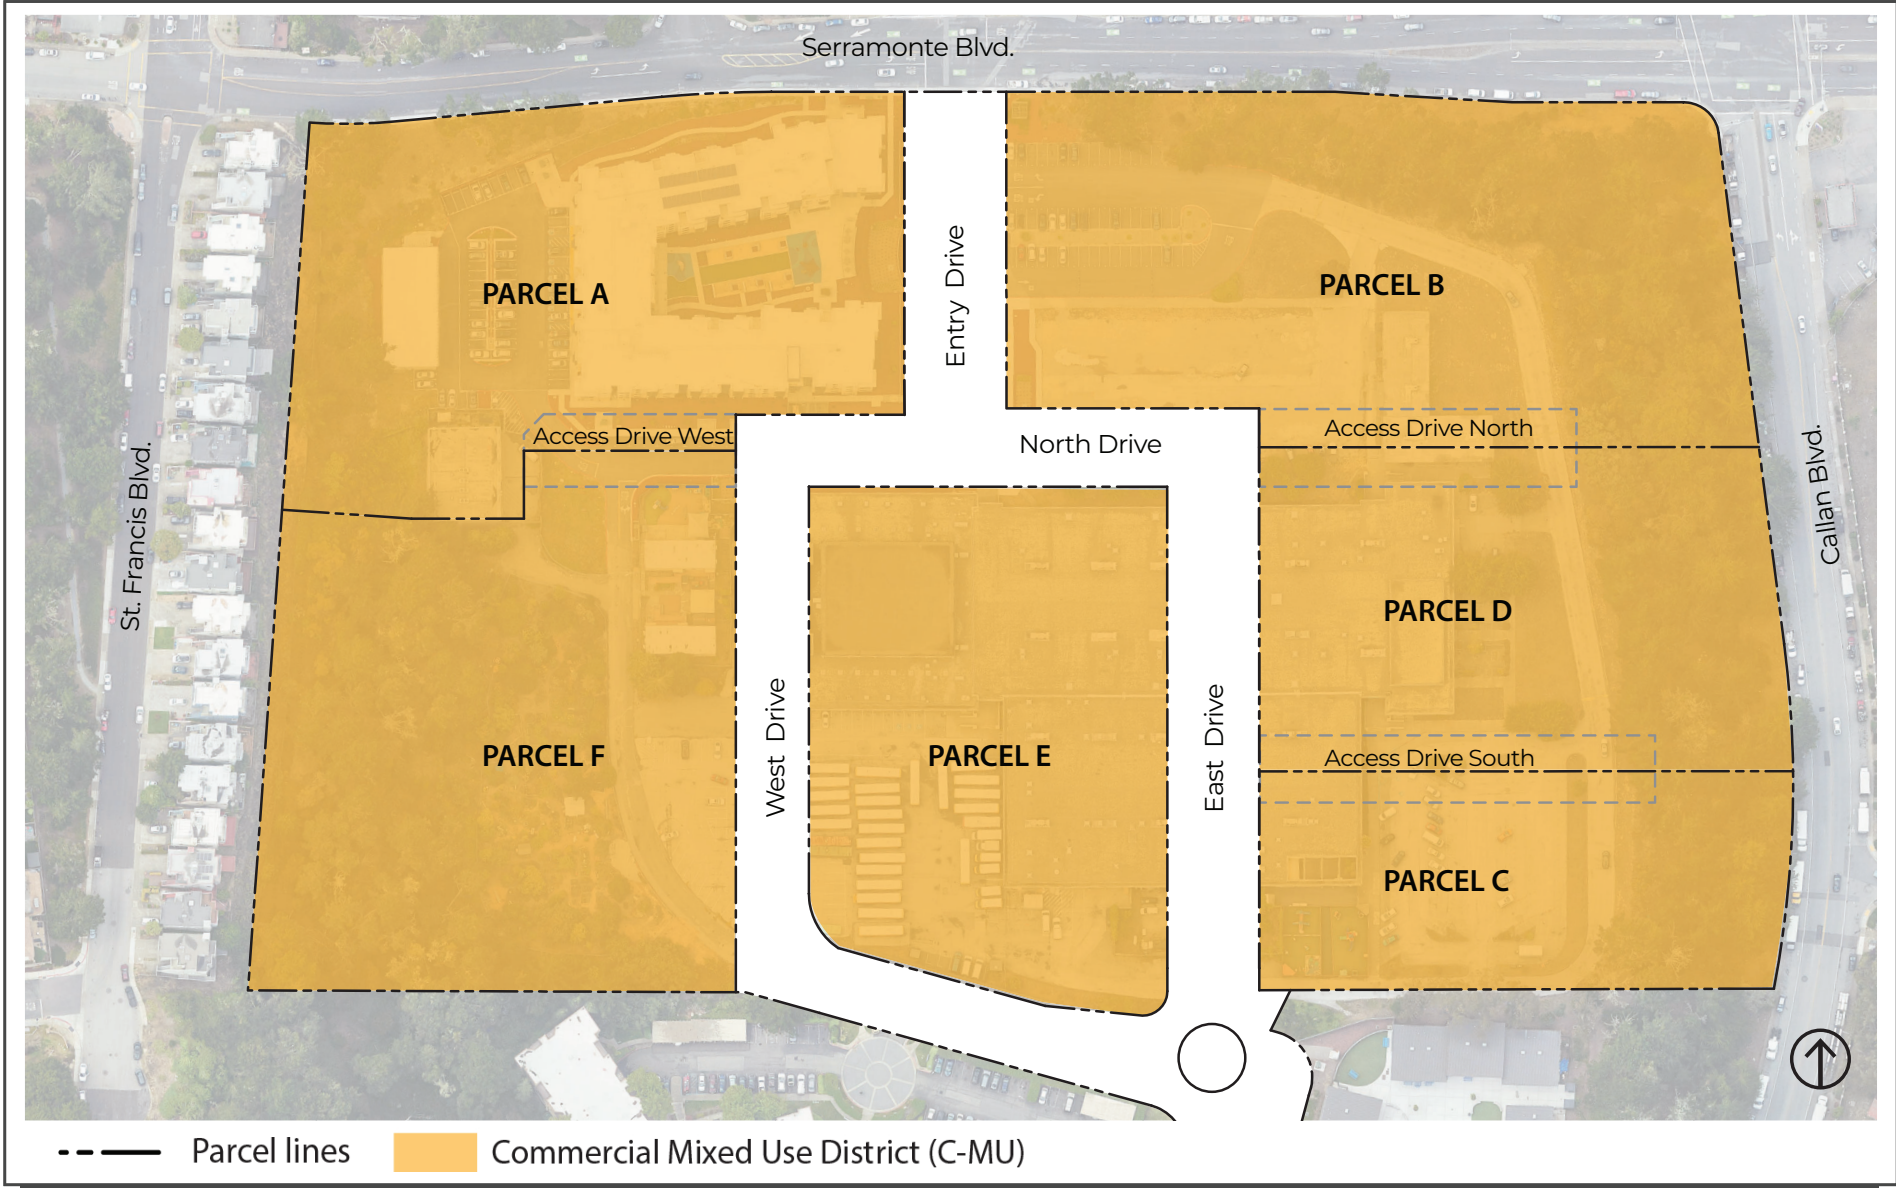 Serramonte Blvd.
PARCEL A
Entry Drive
PARCEL B
Access Drive West
North Drive
Access Drive North
St. Francis Blvd.
Callan Blvd.
PARCEL D
PARCEL F
West Drive
PARCEL E
East Drive
Access Drive South
PARCEL C
Parcel lines
Commercial Mixed Use District (C-MU)